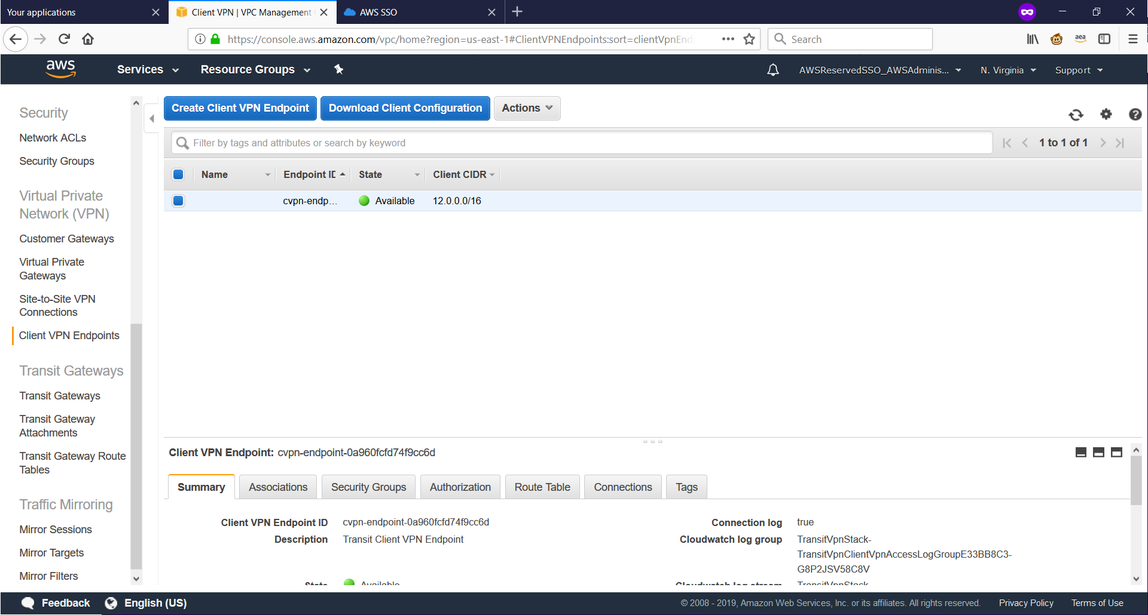 Your applications
Client VPN | VPC Management
AWS SSO
https://console.aws.amazon.com/vpc/home?region=us-east-1#ClientVPNEndpoints:sort=clientVpnEnd
Search
aea
aws
Services
Resource Groups
AWSReservedSSO_AWSAdminis...
N. Virginia
Support
Security
Network ACLs
Security Groups
Virtual Private
Network (VPN)
Customer Gateways
Virtual Private
Gateways
Site-to-Site VPN
Connections
Client VPN Endpoints
Transit Gateways
Transit Gateways
Transit Gateway
Attachments
Transit Gateway Route
Tables
Traffic Mirroring
Mirror Sessions
Mirror Targets
Mirror Filters
Create Client VPN Endpoint
Download Client Configuration
Actions
Filter by tags and attributes or search by keyword
1 to 1 of 1
Name Endpoint ID State Client CIDR
cvpn-endp... Available 12.0.0.0/16
Client VPN Endpoint: cvpn-endpoint-0a960fcfd74f9cc6d
Summary Associations Security Groups Authorization Route Table Connections Tags
Client VPN Endpoint ID cvpn-endpoint-0a960fcfd74f9cc6d
Description Transit Client VPN Endpoint
State Available
Connection log true
Cloudwatch log group TransitVpnStack-
TransitVpnClientVpnAccessLogGroupE33BB8C3-
G8P2JSV58C8V
Cloudwatch log stream TransitVpnStack-
Feedback
English (US)
© 2008 - 2019, Amazon Web Services, Inc. or its affiliates. All rights reserved.
Privacy Policy
Terms of Use